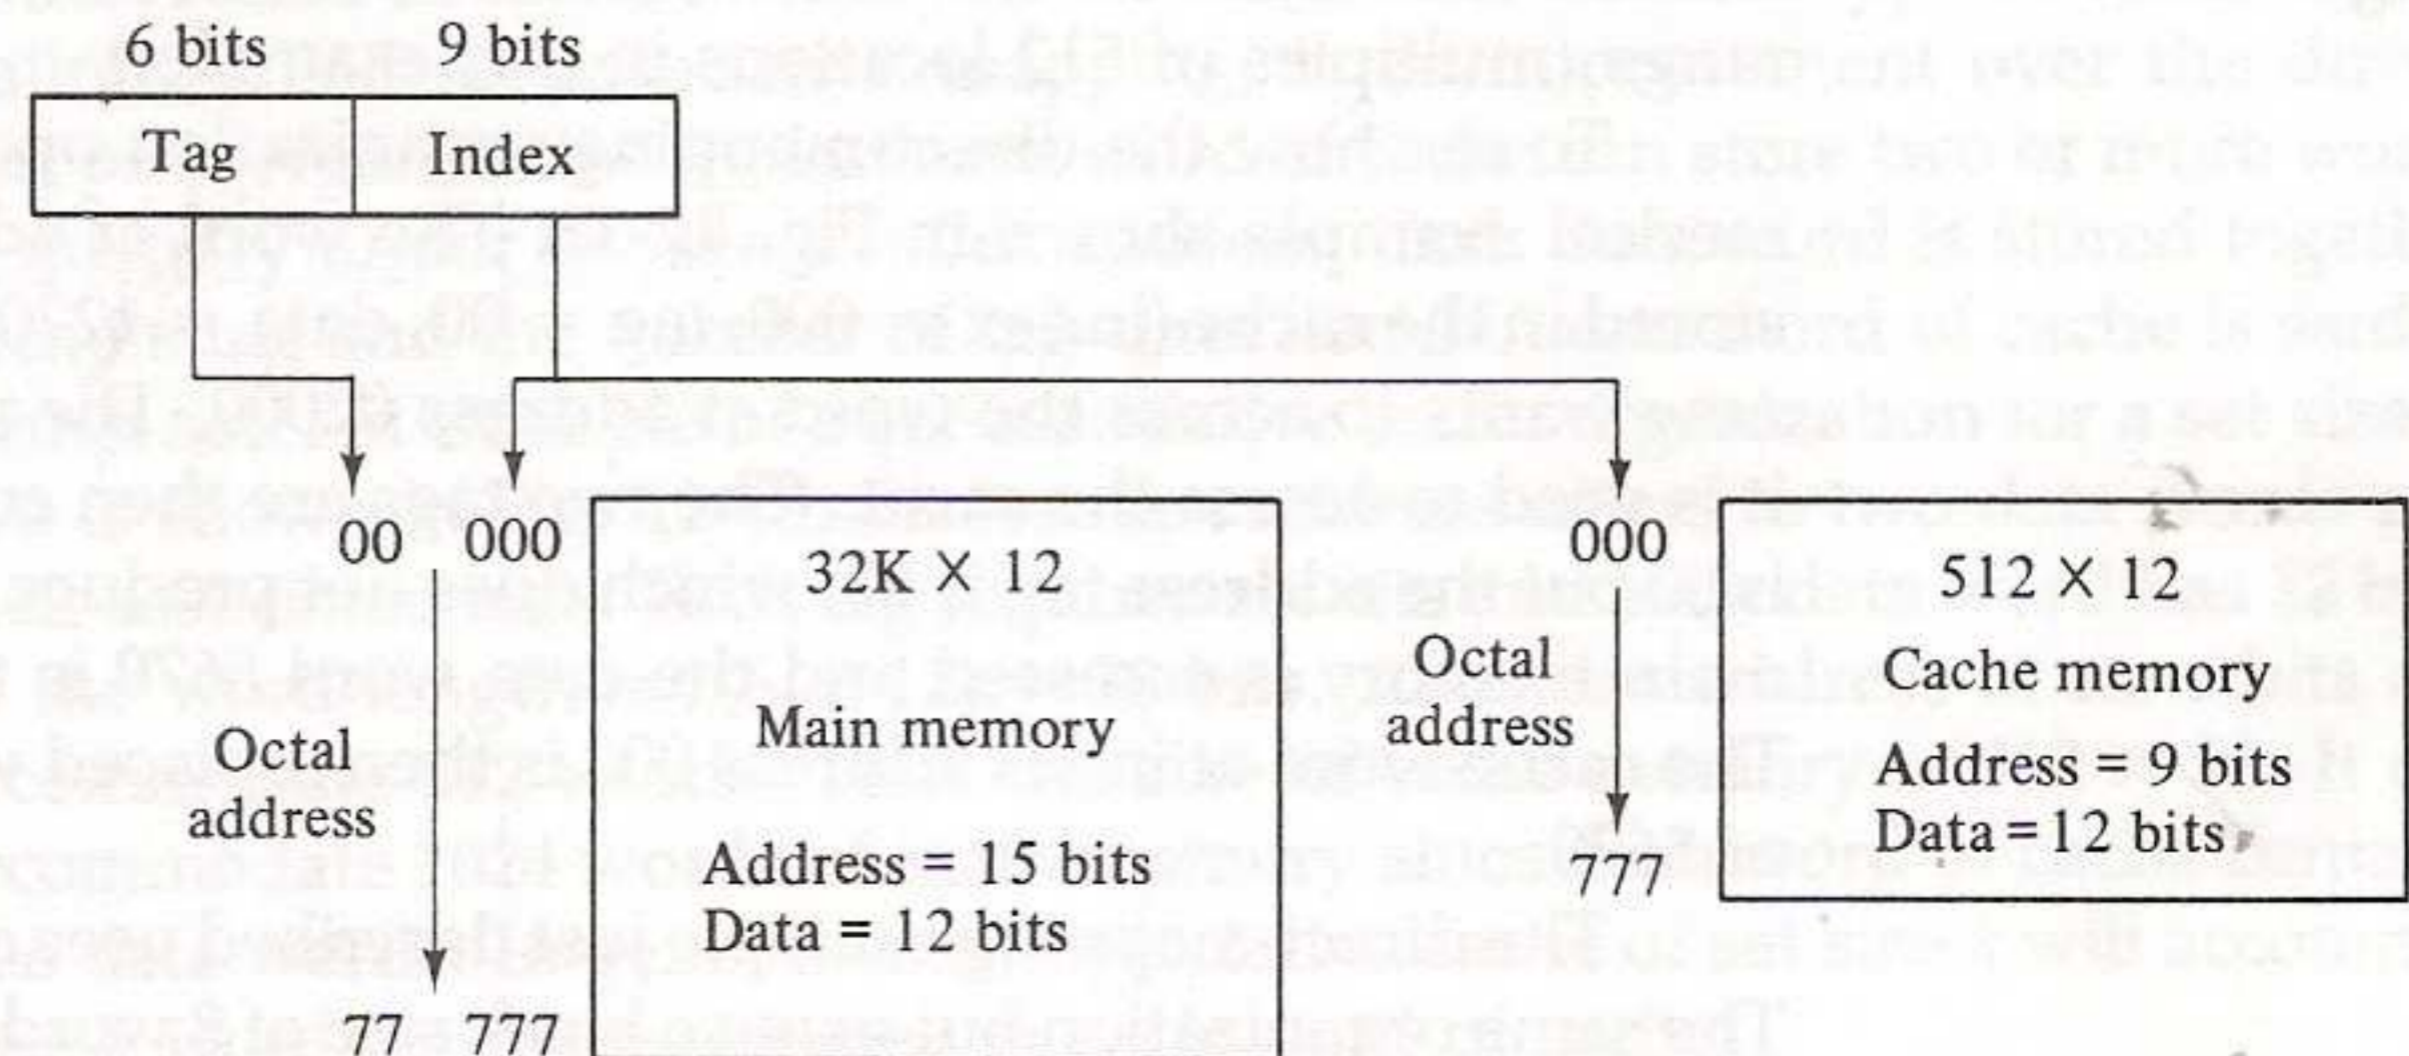 6 bits 9 bits
Tag Index
00 000
32K X 12
Main memory
Address = 15 bits
Data = 12 bits
Octal
address
77 777
000
Octal
address
777
512 X 12
Cache memory
Address = 9 bits
Data = 12 bits